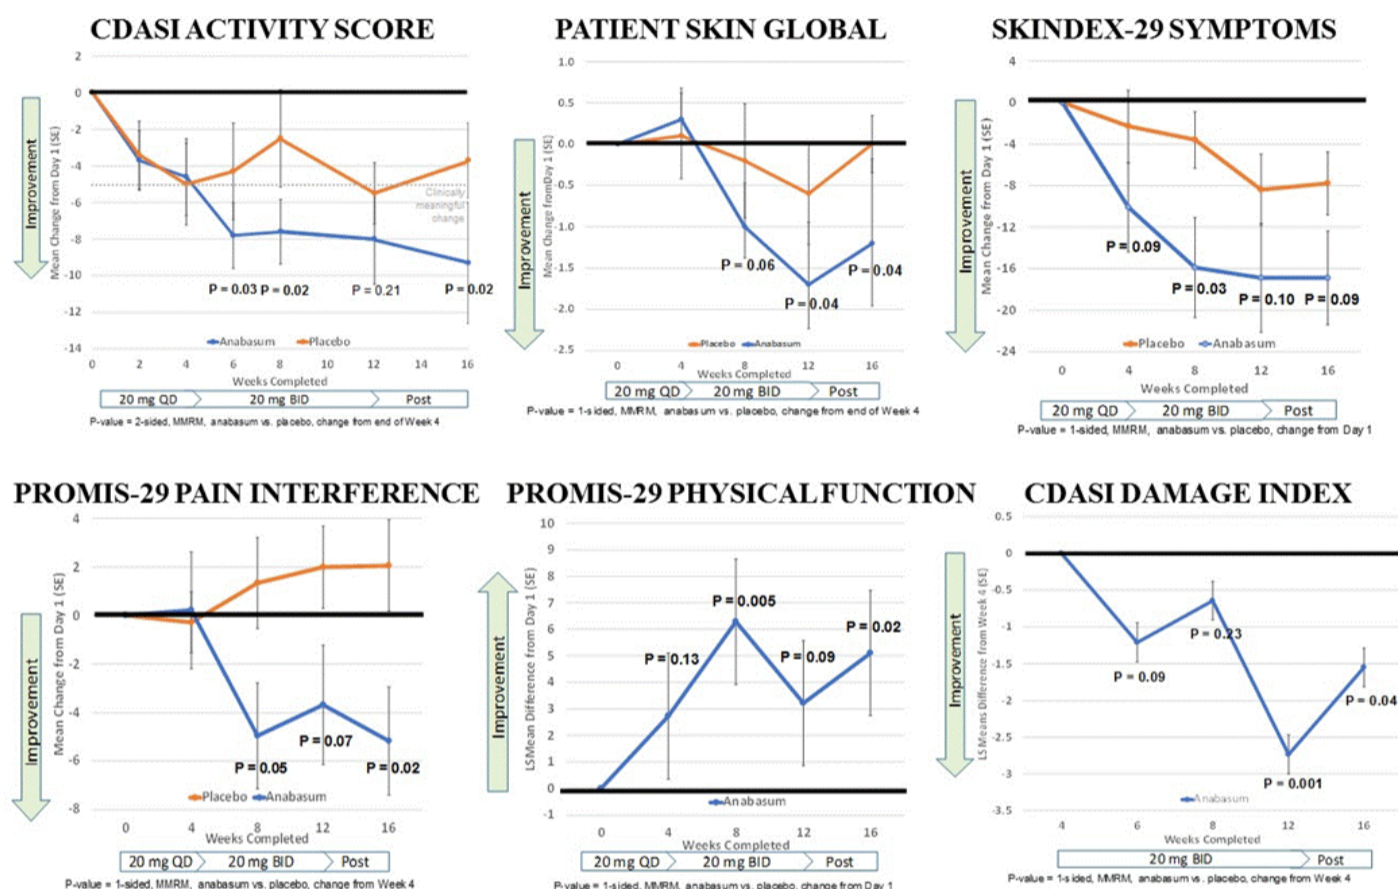 CDASI ACTIVITY SCORE
Improvement
Mean Change from Day 1 (SE)
2
0
-2
-4
-6
-8
-10
-12
-14
Clinically
meaningful
change
P = 0.03
P = 0.02
P = 0.21
P = 0.02
Anabasum
Placebo
0
2
4
6
8
10
12
14
16
Weeks Completed
20 mg QD
20 mg BID
Post
P-value = 2-sided, MMRM, anabasum vs. placebo, change from end of Week 4
PATIENT SKIN GLOBAL
Improvement
Mean Change fromDay 1 (SE)
1.0
0.5
0.0
-0.5
-1.0
-1.5
-2.0
-2.5
P = 0.06
P = 0.04
P = 0.04
Placebo
Anabasum
0
4
8
12
16
Weeks Completed
20 mg QD
20 mg BID
Post
P-value = 1-sided, MMRM, anabasum vs. placebo, change from end of Week 4
SKINDEX-29 SYMPTOMS
Improvement
Mean Change from Day 1 (SE)
4
0
-4
-8
-12
-16
-20
-24
P = 0.09
P = 0.03
P = 0.10
P = 0.09
Placebo
Anabasum
0
4
8
12
16
Weeks Completed
20 mg QD
20 mg BID
Post
P-value = 1-sided, MMRM, anabasum vs. placebo, change from Day 1
PROMIS-29 PAIN INTERFERENCE
Improvement
Mean Change from Day 1 (SE)
4
2
0
-2
-4
-6
-8
P = 0.05
P = 0.07
P = 0.02
Placebo
Anabasum
0
4
8
12
16
Weeks Completed
20 mg QD
20 mg BID
Post
P-value = 1-sided, MMRM, anabasum vs. placebo, change from Week 4
PROMIS-29 PHYSICAL FUNCTION
Improvement
LS Mean Difference from Day 1 (SE)
10
9
8
7
6
5
4
3
2
1
0
-1
P = 0.13
P = 0.005
P = 0.09
P = 0.02
Anabasum
0
4
8
12
16
Weeks Completed
20 mg QD
20 mg BID
Post
P-value = 1-sided, MMRM, anabasum vs. placebo, change from Day 1
CDASI DAMAGE INDEX
Improvement
LS Means Difference from Week 4 (SE)
0.5
0
-0.5
-1
-1.5
-2
-2.5
-3
-3.5
P = 0.09
P = 0.23
P = 0.001
P = 0.04
Anabasum
4
6
8
12
16
Weeks Completed
20 mg BID
Post
P-value = 1-sided, MMRM, anabasum vs. placebo, change from Week 4